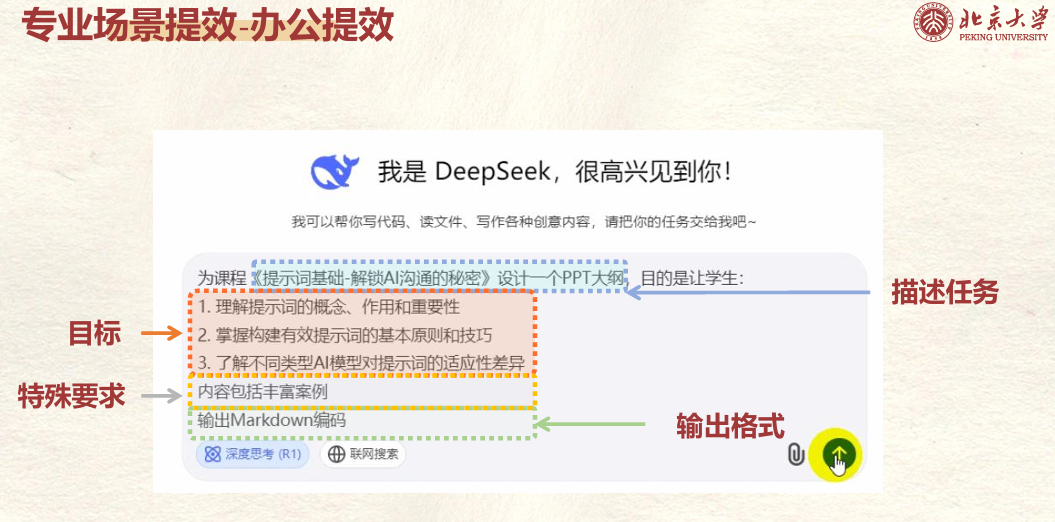 专业场景提效-办公提效
北京大学
PEKING UNIVERSITY
我是 DeepSeek，很高兴见到你！
我可以帮你写代码、读文件、写作各种创意内容，请把你的任务交给我吧~
为课程《提示词基础-解锁AI沟通的秘密》设计一个PPT大纲，目的是让学生：
描述任务
1. 理解提示词的概念、作用和重要性
目标
2. 掌握构建有效提示词的基本原则和技巧
3. 了解不同类型AI模型对提示词的适应性差异
特殊要求
内容包括丰富案例
输出Markdown编码
输出格式
深度思考 (R1)
联网搜索